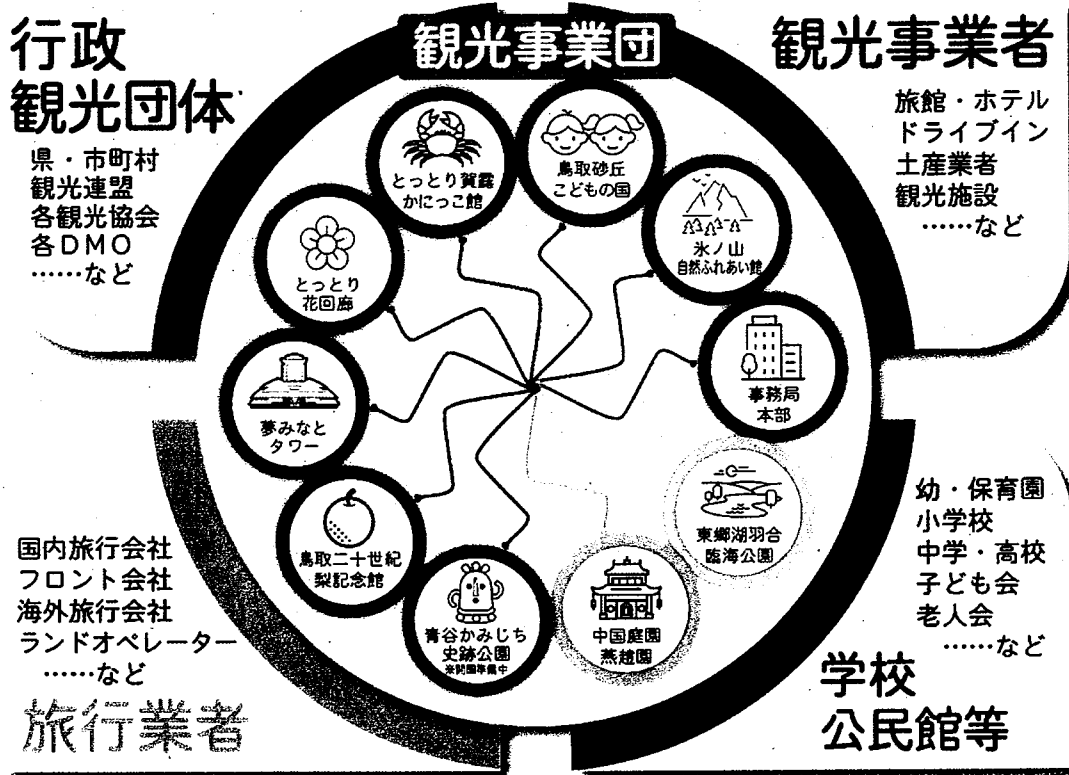 行政
観光団体
県・市町村
観光連盟
各観光協会
各DMO
……など
観光事業団
観光事業者
旅館・ホテル
ドライブイン
土産業者
観光施設
……など
とっとり賀露
かにっこ館
鳥取砂丘
こどもの国
氷ノ山
自然ふれあい館
事務局
本部
東郷湖羽合
臨海公園
中国庭園
燕趙園
青谷かみじち
史跡公園
※開園準備中
鳥取二十世紀
梨記念館
夢みなと
タワー
とっとり
花回廊
国内旅行会社
フロント会社
海外旅行会社
ランドオペレーター
……など
旅行業者
幼・保育園
小学校
中学・高校
子ども会
老人会
……など
学校
公民館等